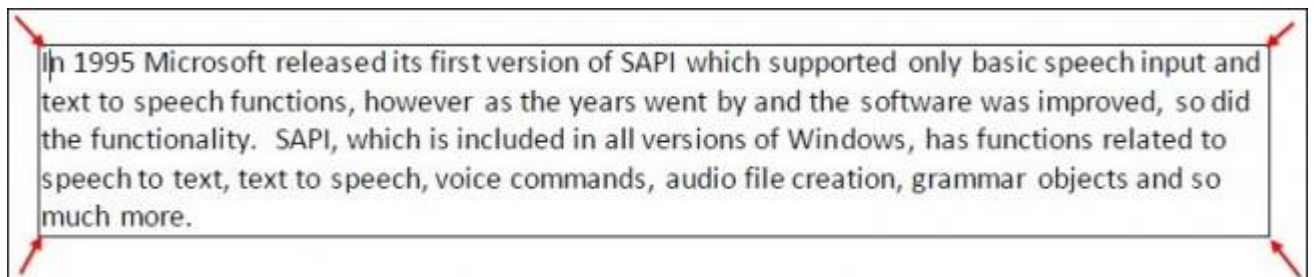 In 1995 Microsoft released its first version of SAPI which supported only basic speech input and
text to speech functions, however as the years went by and the software was improved, so did
the functionality.  SAPI, which is included in all versions of Windows, has functions related to
speech to text, text to speech, voice commands, audio file creation, grammar objects and so
much more.